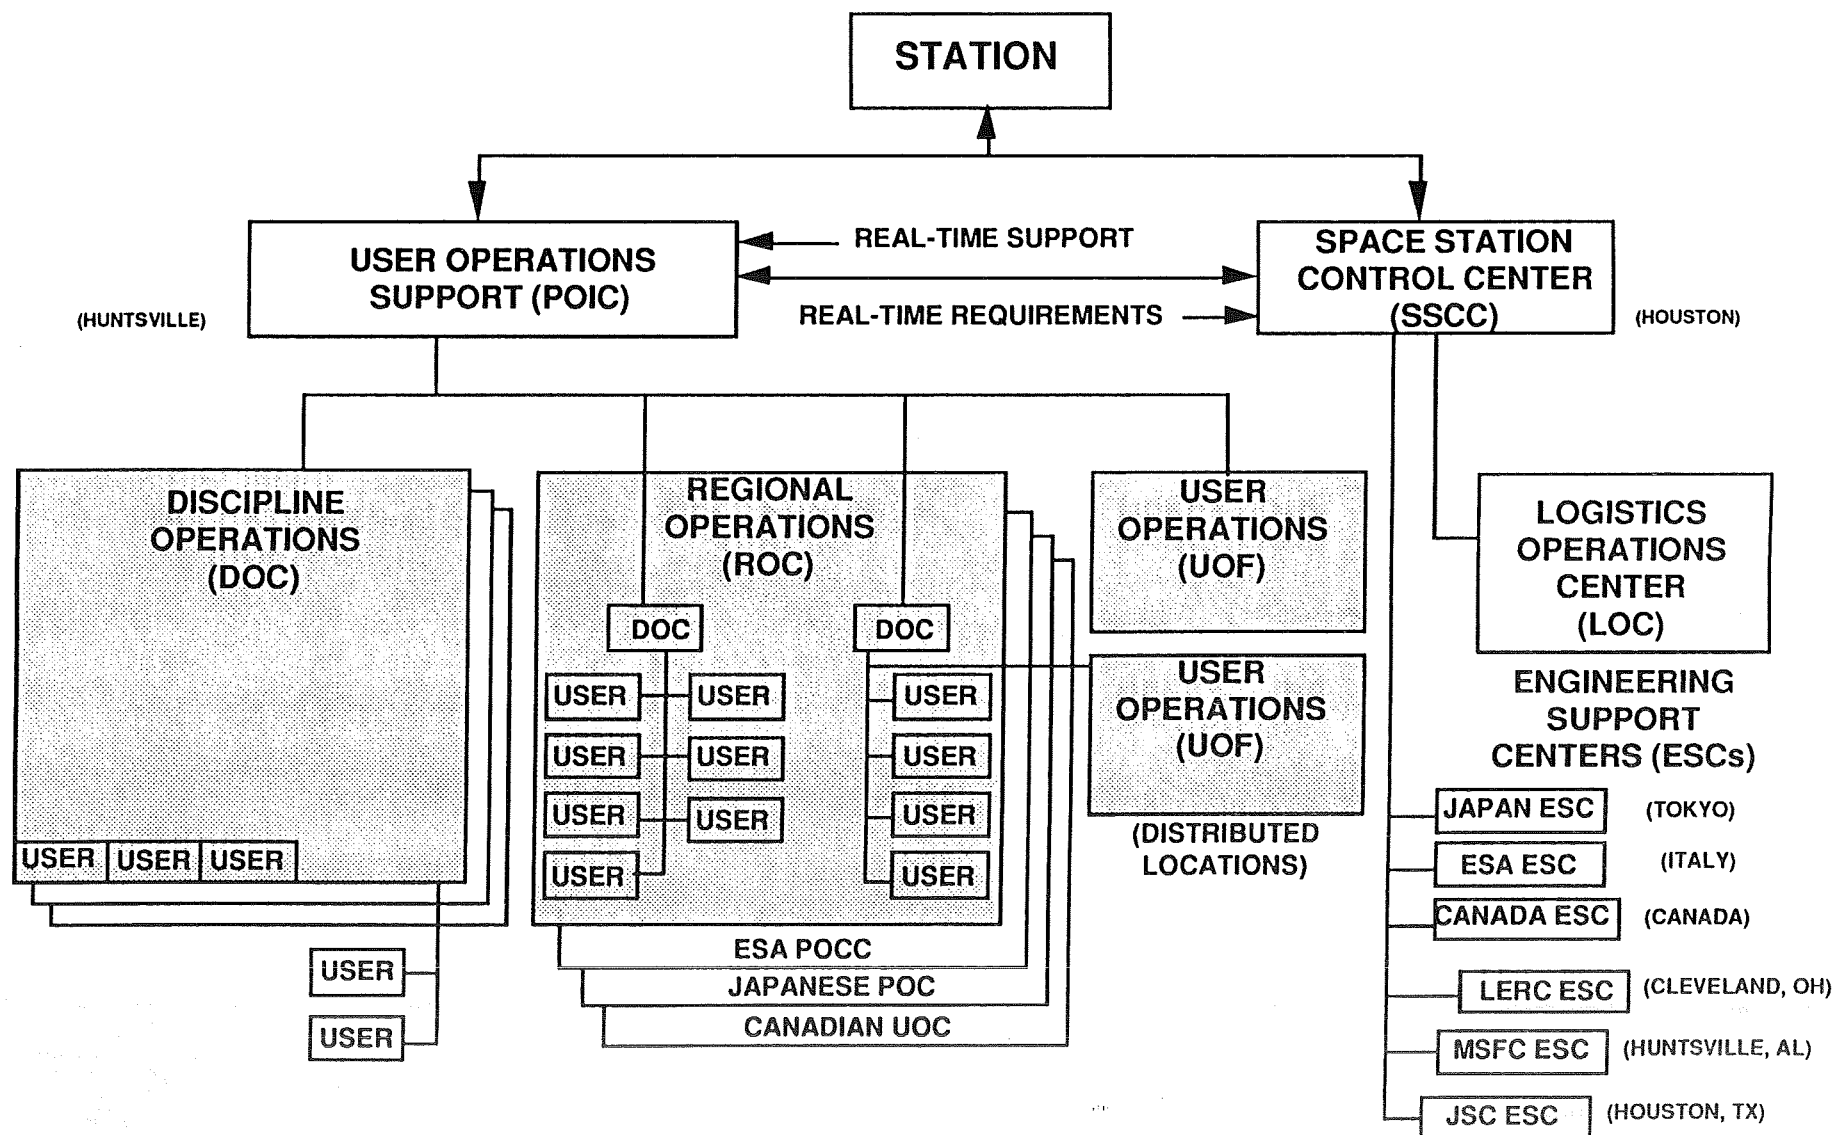 STATION
REAL-TIME SUPPORT
USER OPERATIONS
SUPPORT (POIC)
(HUNTSVILLE)
REAL-TIME REQUIREMENTS
SPACE STATION
CONTROL CENTER
(SSCC)
(HOUSTON)
DISCIPLINE
OPERATIONS
(DOC)
USER USER USER
USER
USER
REGIONAL
OPERATIONS
(ROC)
DOC DOC
USER USER USER
USER USER USER
USER USER USER
USER USER
ESA POCC
JAPANESE POC
CANADIAN UOC
USER
OPERATIONS
(UOF)
USER
OPERATIONS
(UOF)
(DISTRIBUTED
LOCATIONS)
LOGISTICS
OPERATIONS
CENTER
(LOC)
ENGINEERING
SUPPORT
CENTERS (ESCs)
JAPAN ESC (TOKYO)
ESA ESC (ITALY)
CANADA ESC (CANADA)
LERC ESC (CLEVELAND, OH)
MSFC ESC (HUNTSVILLE, AL)
JSC ESC (HOUSTON, TX)